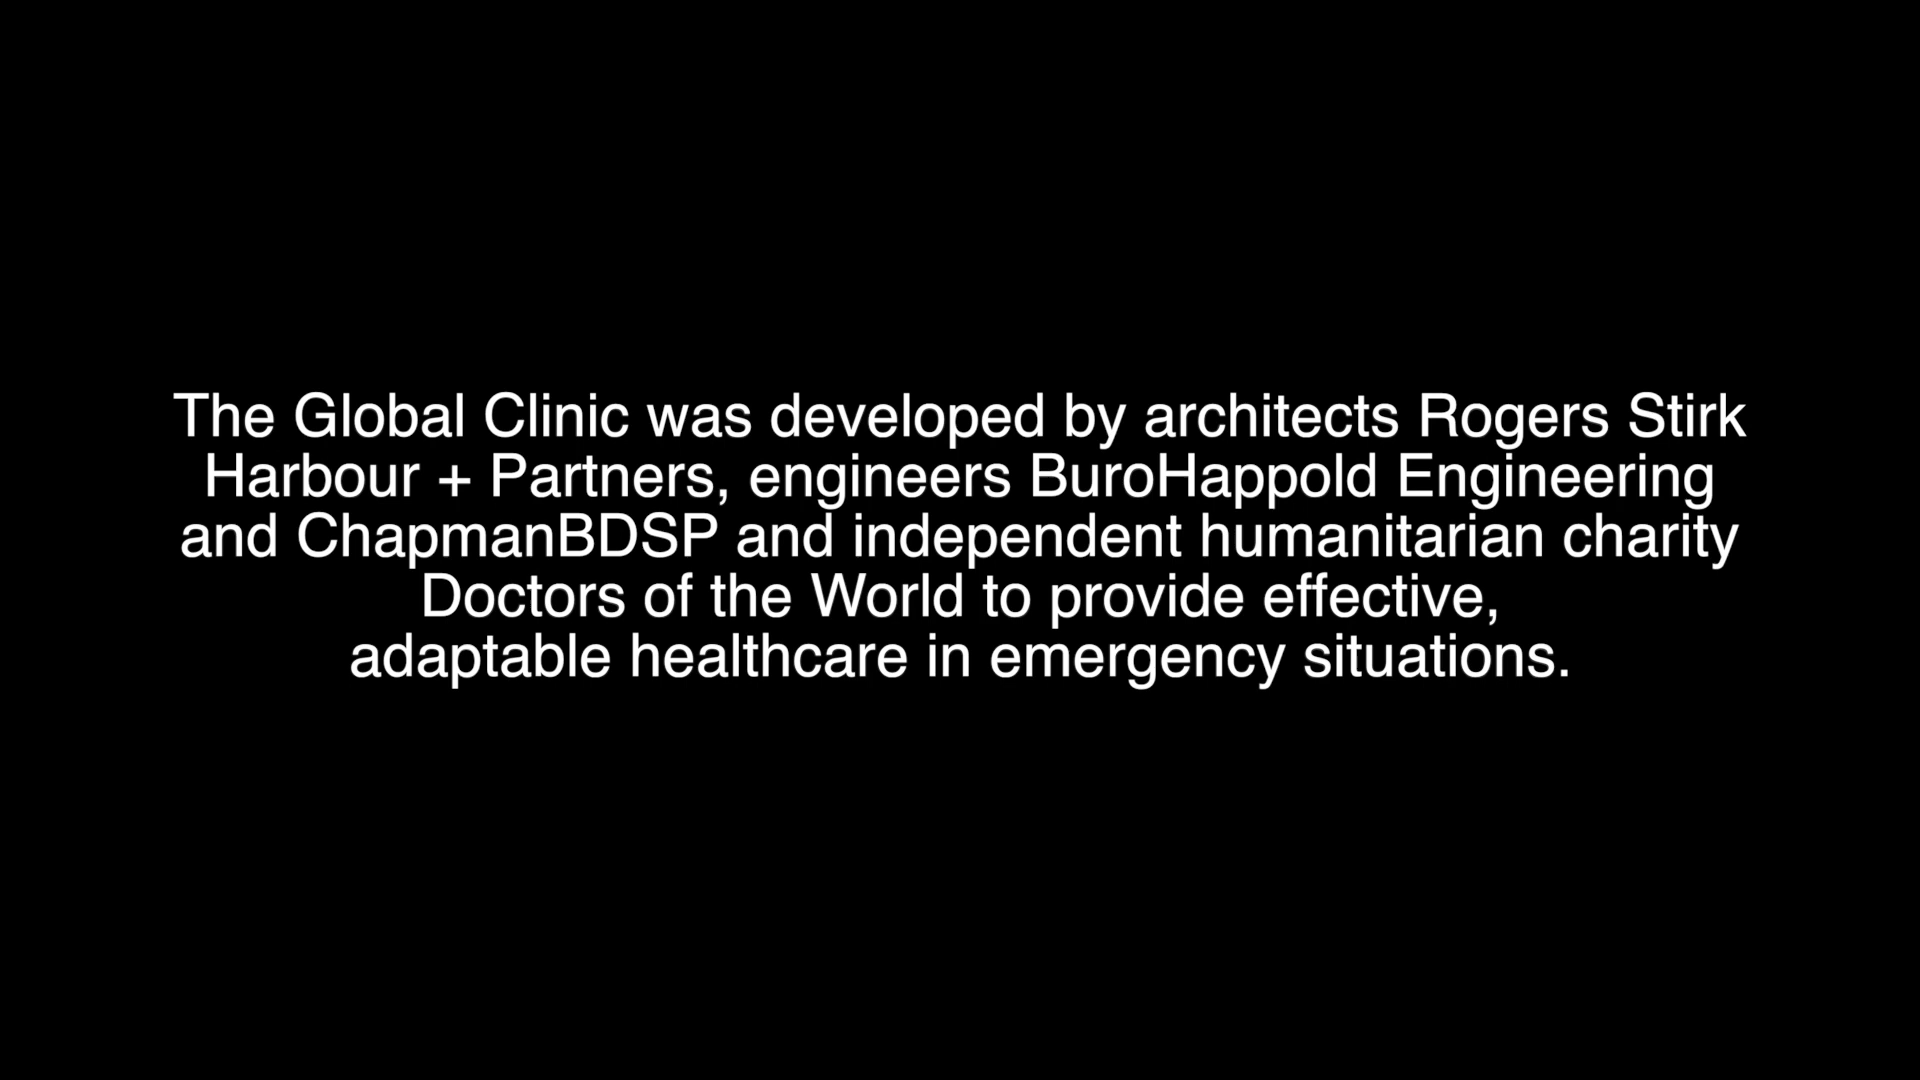 The Global Clinic was developed by architects Rogers Stirk
Harbour + Partners, engineers BuroHappold Engineering
and ChapmanBDSP and independent humanitarian charity
Doctors of the World to provide effective,
adaptable healthcare in emergency situations.